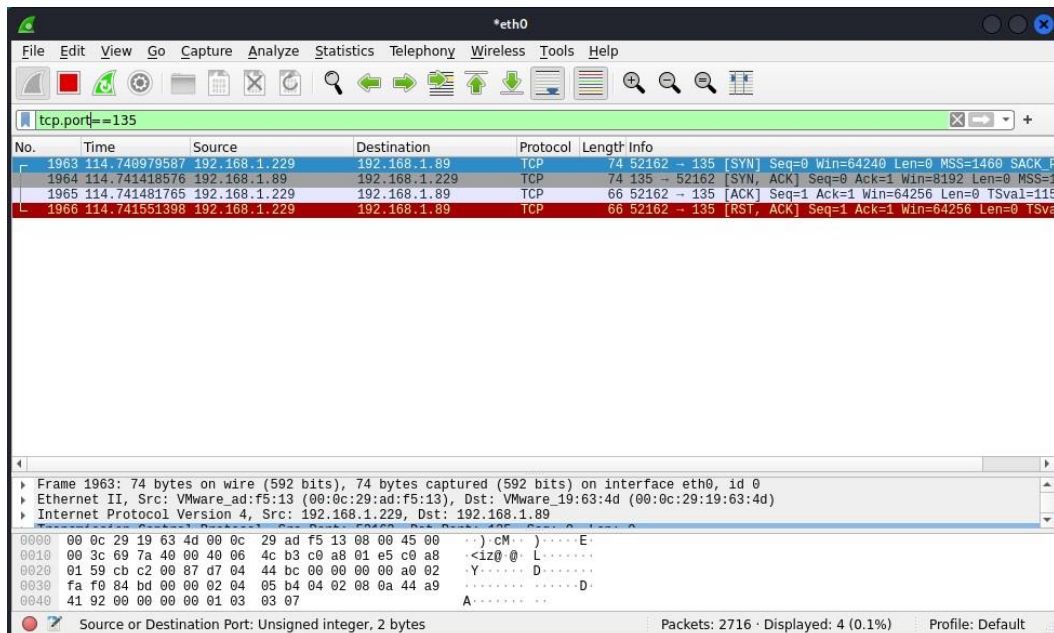 *eth0
File Edit View Go Capture Analyze Statistics Telephony Wireless Tools Help
tcp.port==135
No. Time Source Destination Protocol Length Info
1963 114.740979587 192.168.1.229 192.168.1.89 TCP 74 52162 → 135 [SYN] Seq=0 Win=64240 Len=0 MSS=1460 SACK_P
1964 114.741418576 192.168.1.89 192.168.1.229 TCP 74 135 → 52162 [SYN, ACK] Seq=0 Ack=1 Win=8192 Len=0 MSS=1
1965 114.741481765 192.168.1.229 192.168.1.89 TCP 66 52162 → 135 [ACK] Seq=1 Ack=1 Win=64256 Len=0 TSval=115
1966 114.741551398 192.168.1.229 192.168.1.89 TCP 66 52162 → 135 [RST, ACK] Seq=1 Ack=1 Win=64256 Len=0 TSva
Frame 1963: 74 bytes on wire (592 bits), 74 bytes captured (592 bits) on interface eth0, id 0
Ethernet II, Src: VMware_ad:f5:13 (00:0c:29:ad:f5:13), Dst: VMware_19:63:4d (00:0c:29:19:63:4d)
Internet Protocol Version 4, Src: 192.168.1.229, Dst: 192.168.1.89
0000 00 0c 29 19 63 4d 00 0c 29 ad f5 13 08 00 45 00 ··)·cM·· )·····E·
0010 00 3c 69 7a 40 00 40 06 4c b3 c0 a8 01 e5 c0 a8 ·<iz@·@· L·······
0020 01 59 cb c2 00 87 d7 04 44 bc 00 00 00 00 a0 02 ·Y······ D·······
0030 fa f0 84 bd 00 00 02 04 05 b4 04 02 08 0a 44 a9 ········ ······D·
0040 41 92 00 00 00 00 01 03 03 07 A······· ··
Source or Destination Port: Unsigned integer, 2 bytes Packets: 2716 · Displayed: 4 (0.1%) Profile: Default